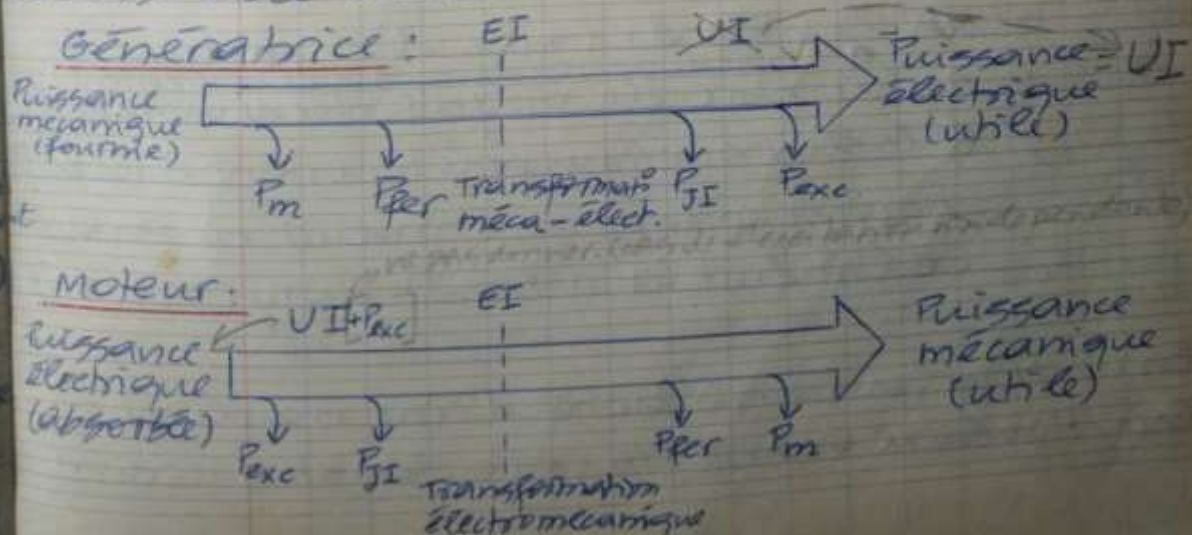 Génératrice :
EI
UI
Puissance
mécanique
(fournie)
Puissance = UI
électrique
(utile)
Pm
Pfer
Transformat°
méca-élect.
PJI
Pexc
Moteur.
UI+Pexc
EI
Puissance
électrique
(absorbée)
Puissance
mécanique
(utile)
Pexc
PJI
Transformation
électromécanique
Pfer
Pm